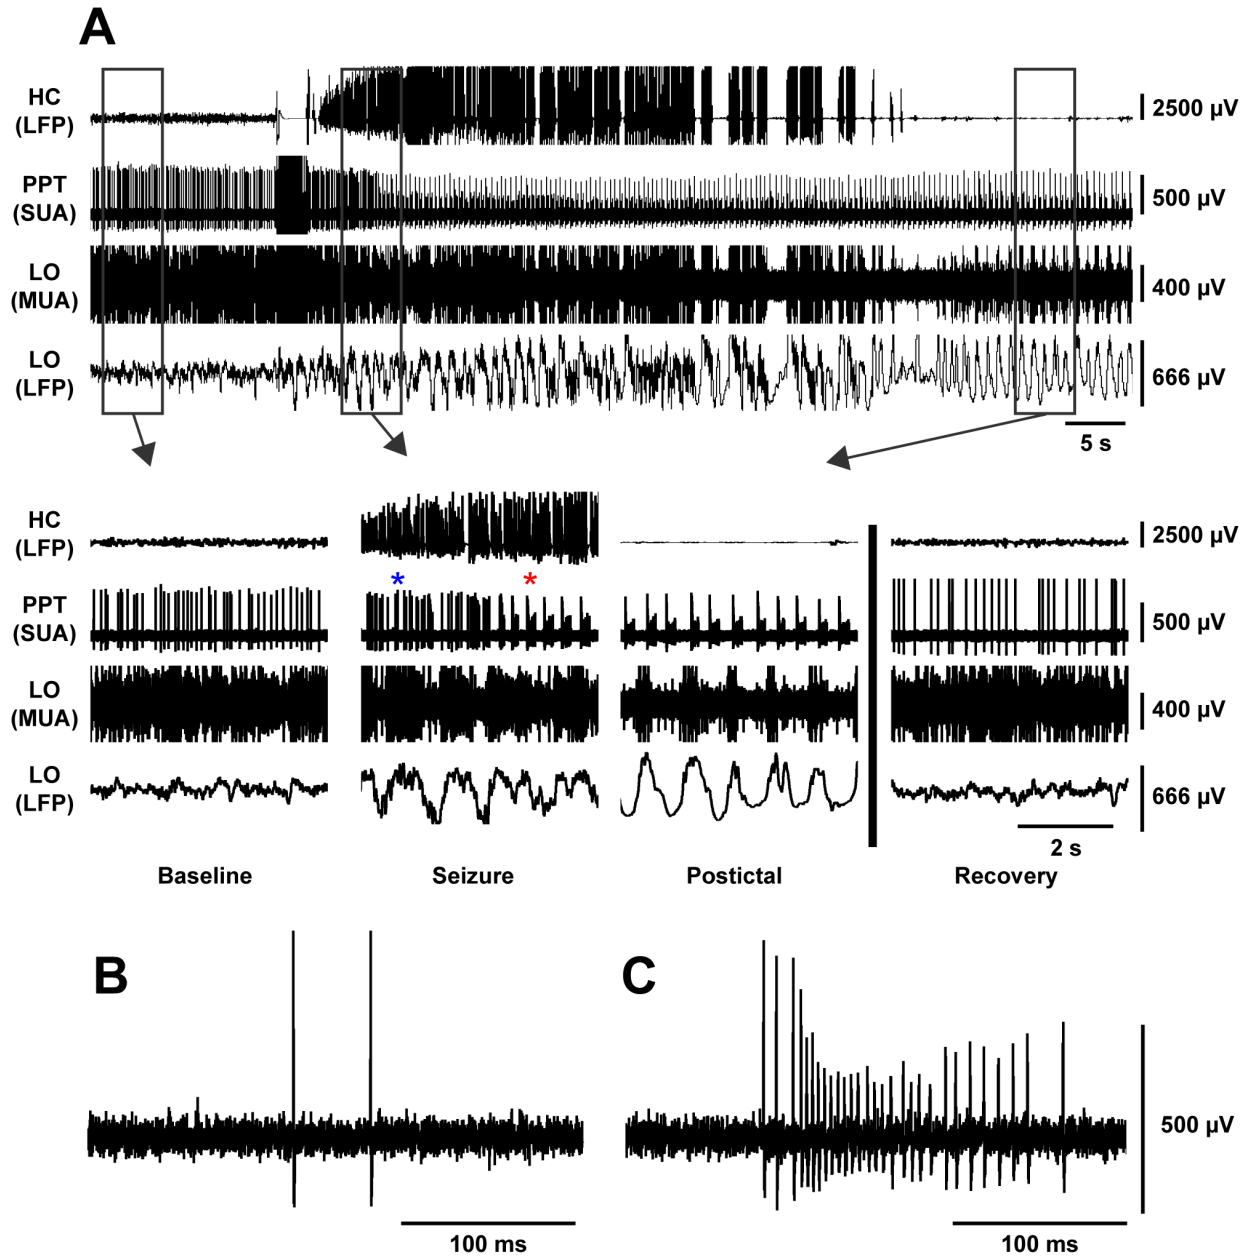 A
HC
(LFP)
2500 µV
PPT
(SUA)
500 µV
LO
(MUA)
400 µV
LO
(LFP)
666 µV
5 s
HC
(LFP)
2500 µV
* *
PPT
(SUA)
500 µV
LO
(MUA)
400 µV
LO
(LFP)
666 µV
2 s
Baseline Seizure Postictal Recovery
B C
500 µV
100 ms 100 ms